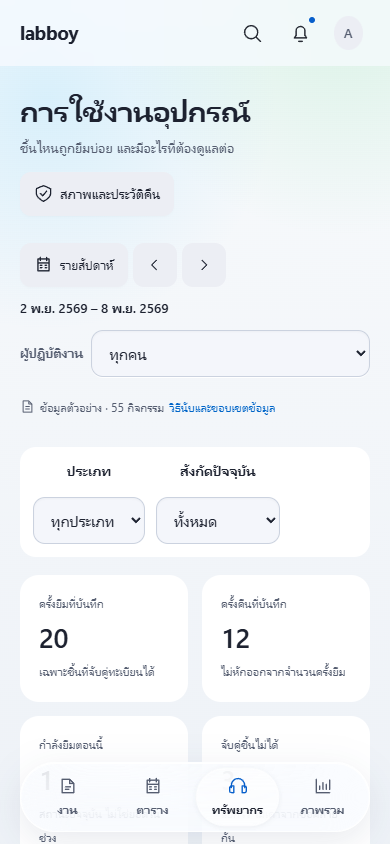 labboy
A
การใช้งานอุปกรณ์
ชิ้นไหนถูกยืมบ่อย และมีอะไรที่ต้องดูแลต่อ
สภาพและประวัติคืน
รายสัปดาห์
2 พ.ย. 2569 – 8 พ.ย. 2569
ผู้ปฏิบัติงาน ทุกคน
ข้อมูลตัวอย่าง · 55 กิจกรรม วิธีนับและขอบเขตข้อมูล
ประเภท สังกัดปัจจุบัน
ทุกประเภท ทั้งหมด
ครั้งยืมที่บันทึก ครั้งคืนที่บันทึก
20 12
เฉพาะชิ้นที่จับคู่ทะเบียนได้ ไม่หักออกจากจำนวนครั้งยืม
กำลังยืมตอนนี้ จับคู่ชิ้นไม่ได้
1
งาน ตาราง ทรัพยากร ภาพรวม
ช่วง กัน